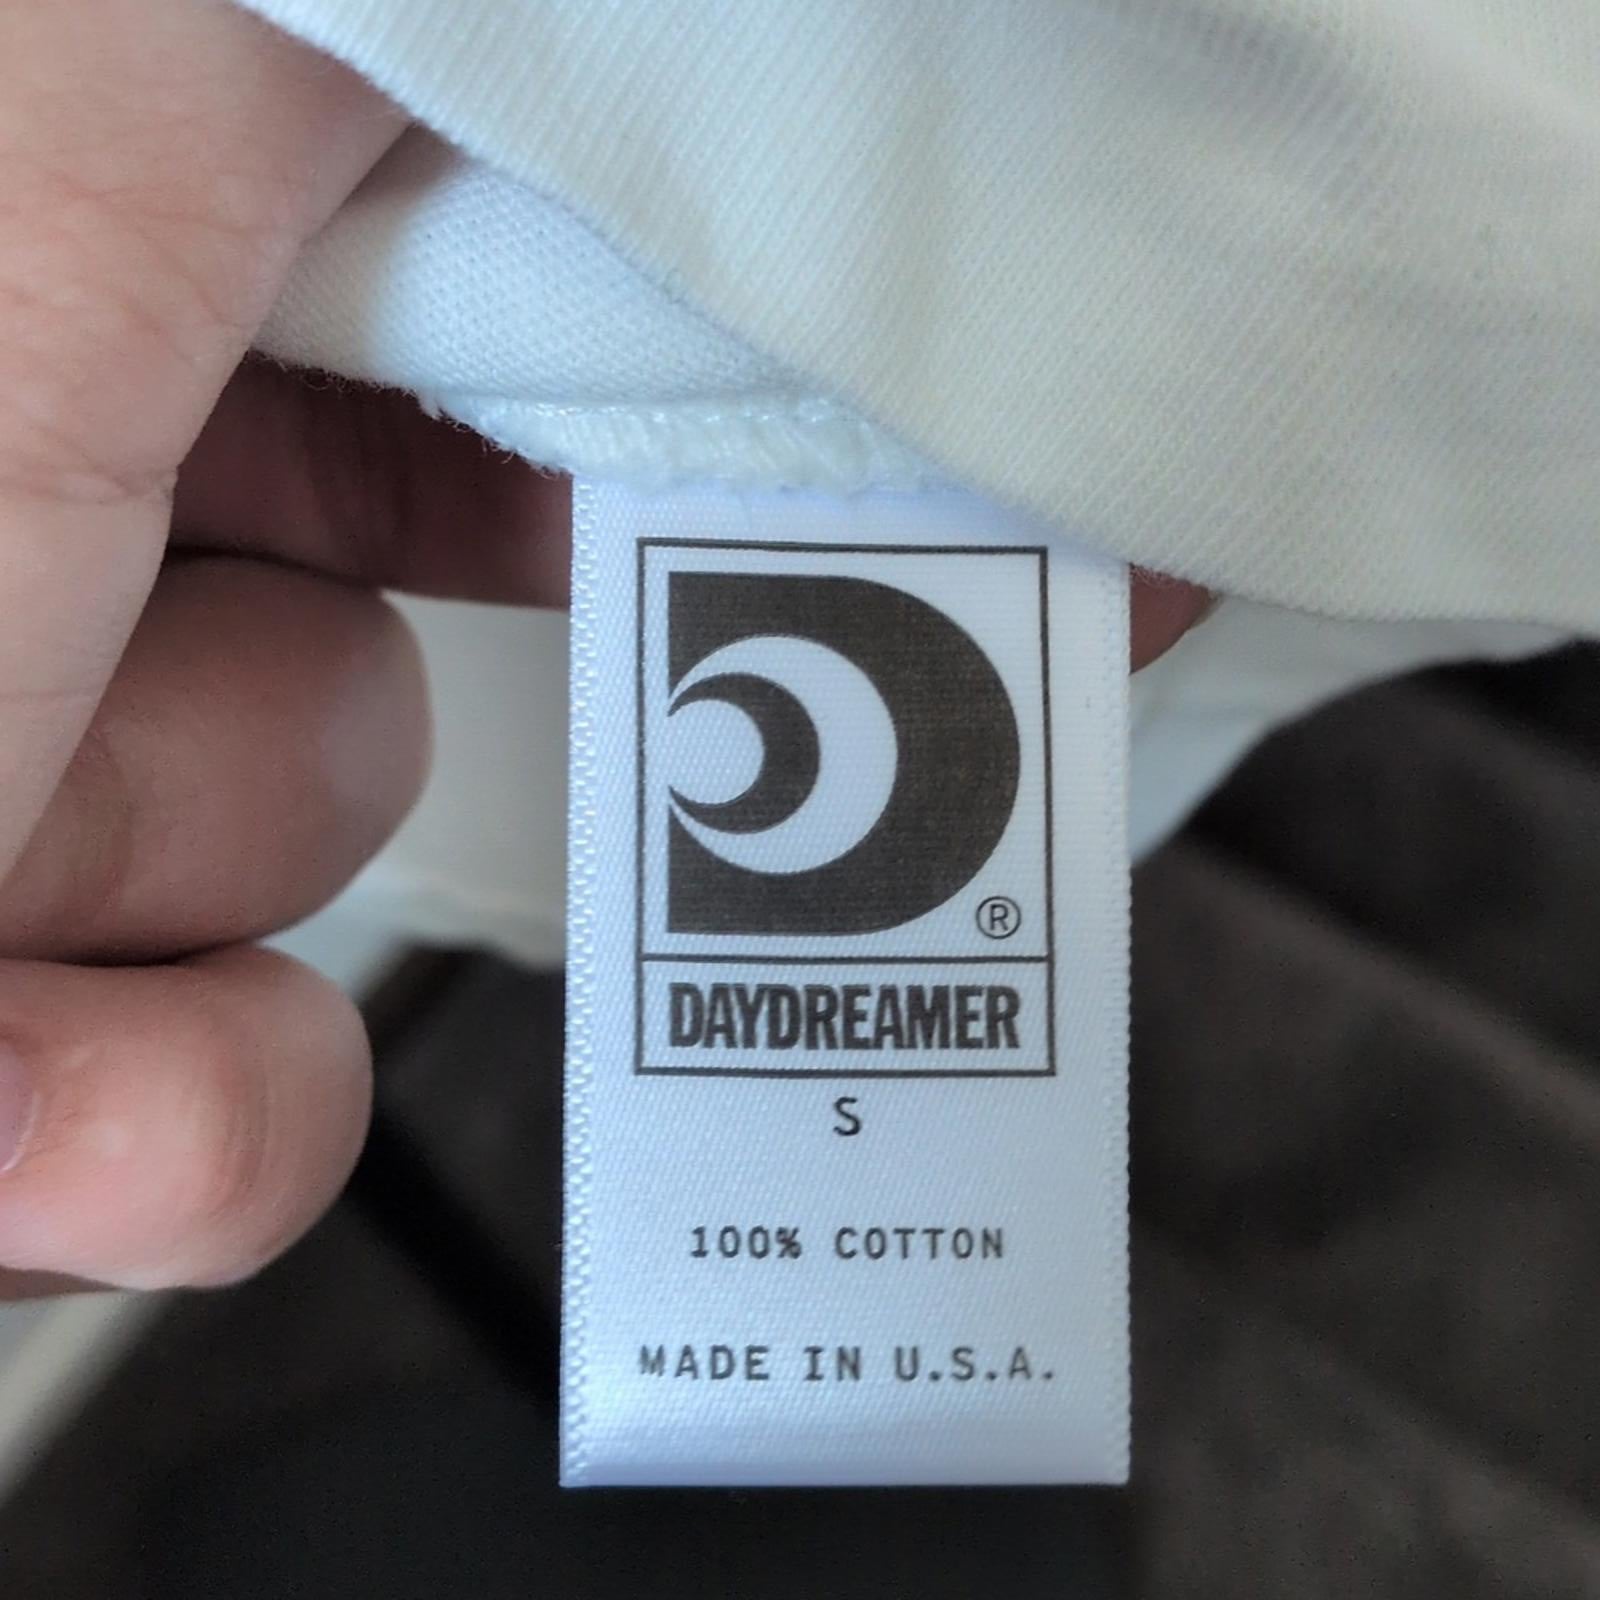 ®
DAYDREAMER
S
100% COTTON
MADE IN U.S.A.